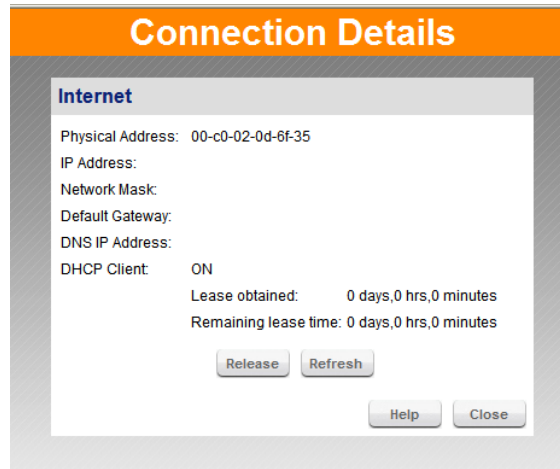 Connection Details
Internet
Physical Address: 00-c0-02-0d-6f-35
IP Address:
Network Mask:
Default Gateway:
DNS IP Address:
DHCP Client: ON
Lease obtained: 0 days,0 hrs,0 minutes
Remaining lease time: 0 days,0 hrs,0 minutes
Release Refresh
Help Close